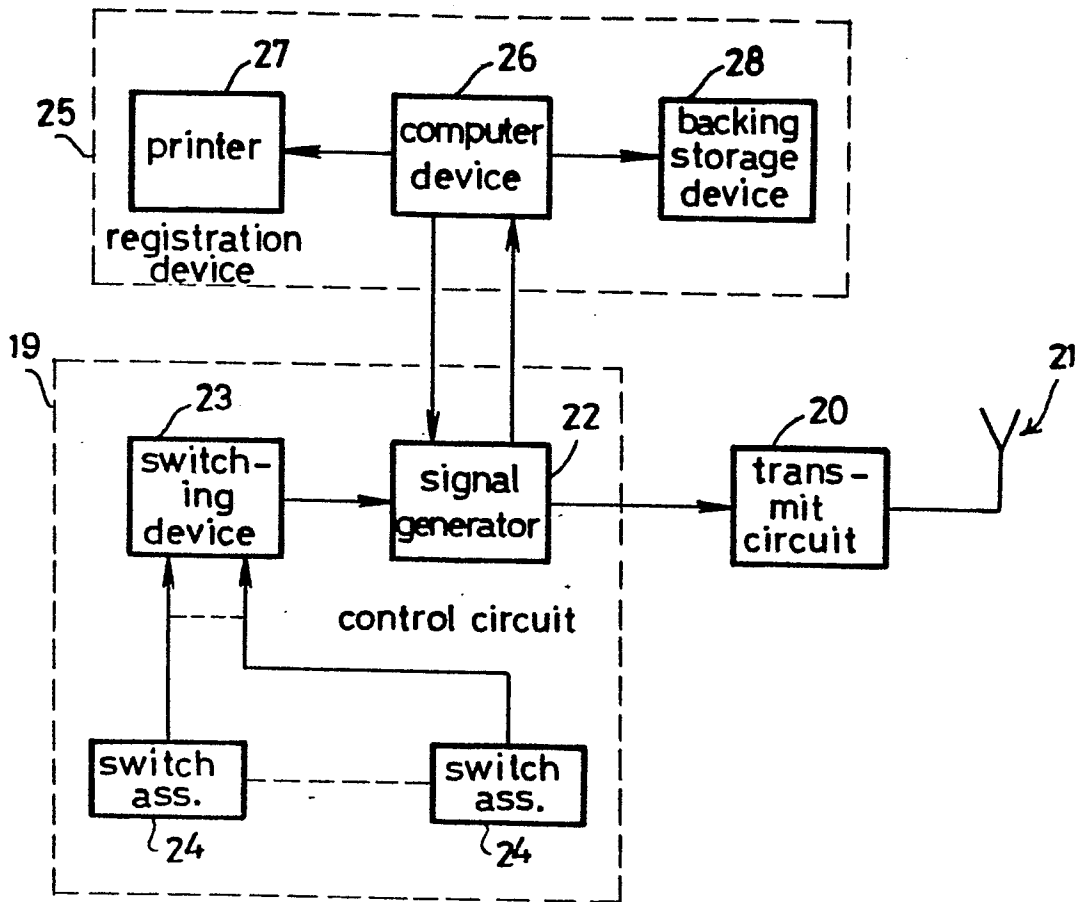 27
26
28
25
printer
computer
device
backing
storage
device
registration
device
19
23
22
20
21
switch-
ing
device
signal
generator
trans-
mit
circuit
control circuit
switch
ass.
switch
ass.
24
24